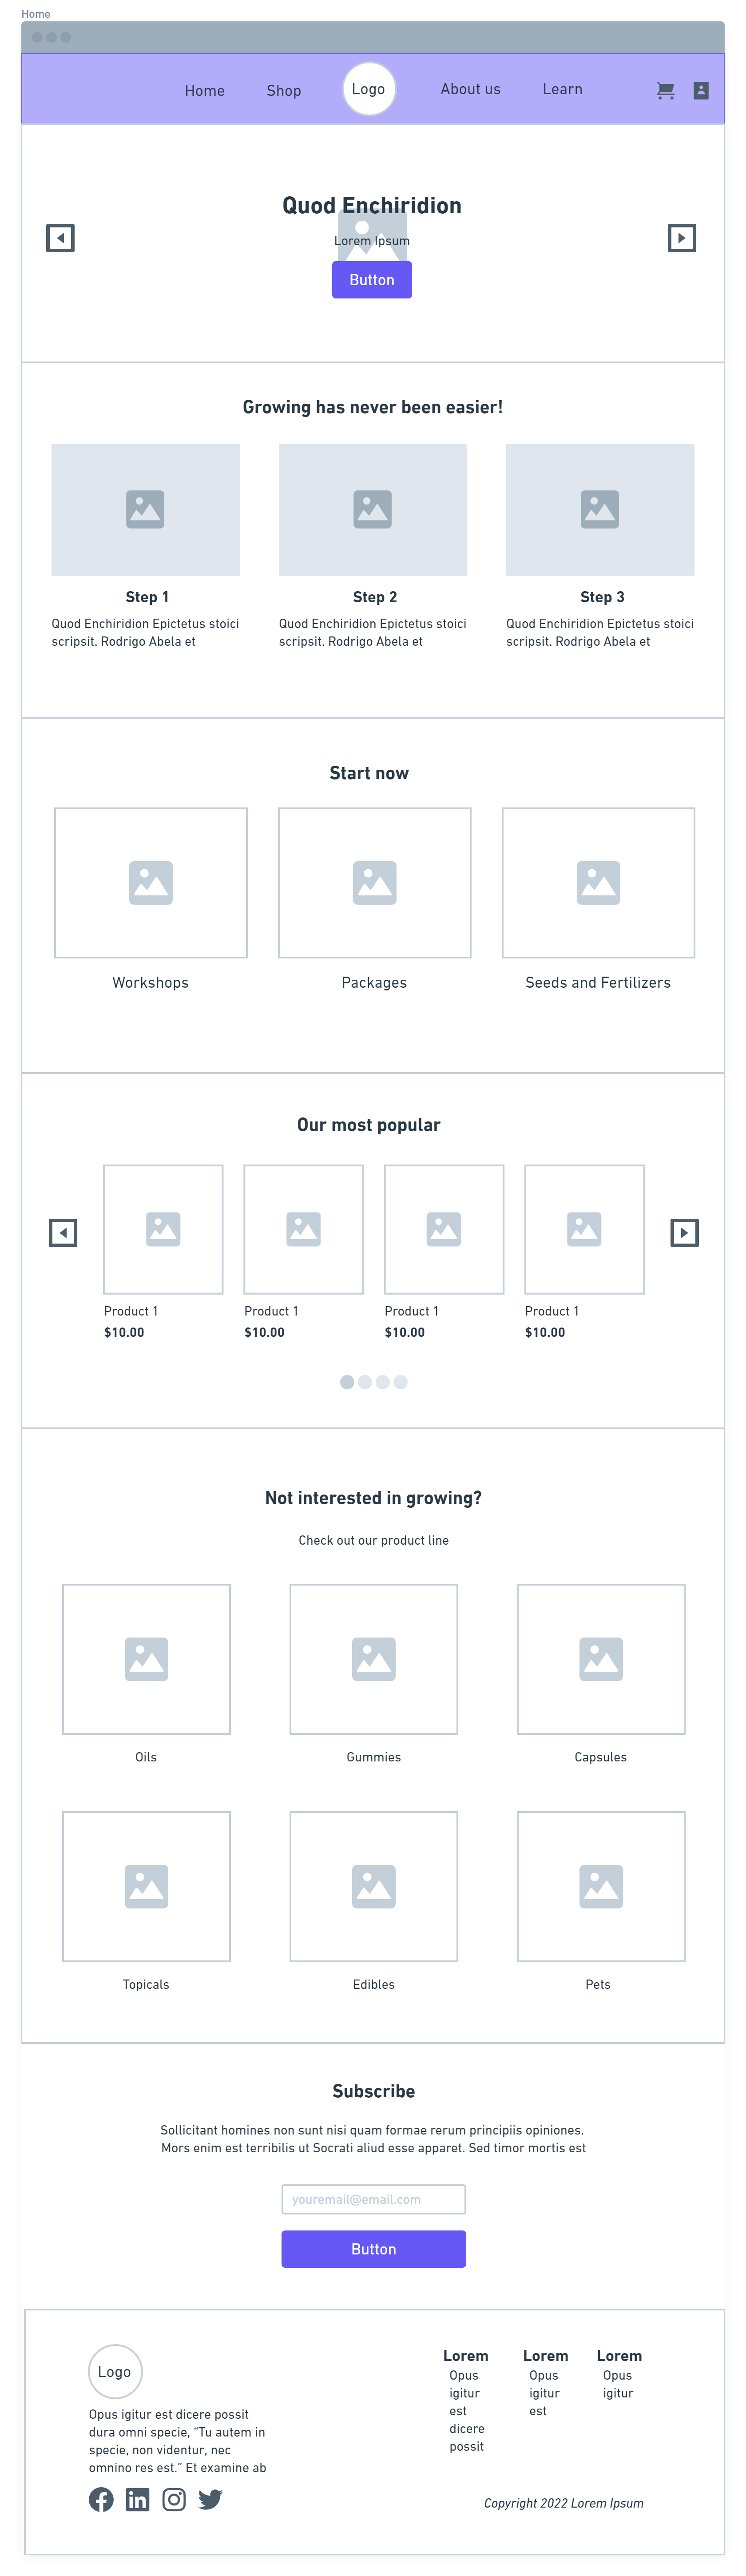 Home
Home
Shop
Logo
About us
Learn
Quod Enchiridion
Lorem Ipsum
Button
Growing has never been easier!
Step 1
Quod Enchiridion Epictetus stoici
scripsit. Rodrigo Abela et
Step 2
Quod Enchiridion Epictetus stoici
scripsit. Rodrigo Abela et
Step 3
Quod Enchiridion Epictetus stoici
scripsit. Rodrigo Abela et
Start now
Workshops
Packages
Seeds and Fertilizers
Our most popular
Product 1
$10.00
Product 1
$10.00
Product 1
$10.00
Product 1
$10.00
Not interested in growing?
Check out our product line
Oils
Gummies
Capsules
Topicals
Edibles
Pets
Subscribe
Sollicitant homines non sunt nisi quam formae rerum principiis opiniones.
Mors enim est terribilis ut Socrati aliud esse apparet. Sed timor mortis est
youremail@email.com
Button
Logo
Opus igitur est dicere possit
dura omni specie, “Tu autem in
specie, non videntur, nec
omnino res est.” Et examine ab
Lorem
Opus
igitur
est
dicere
possit
Lorem
Opus
igitur
est
Lorem
Opus
igitur
Copyright 2022 Lorem Ipsum